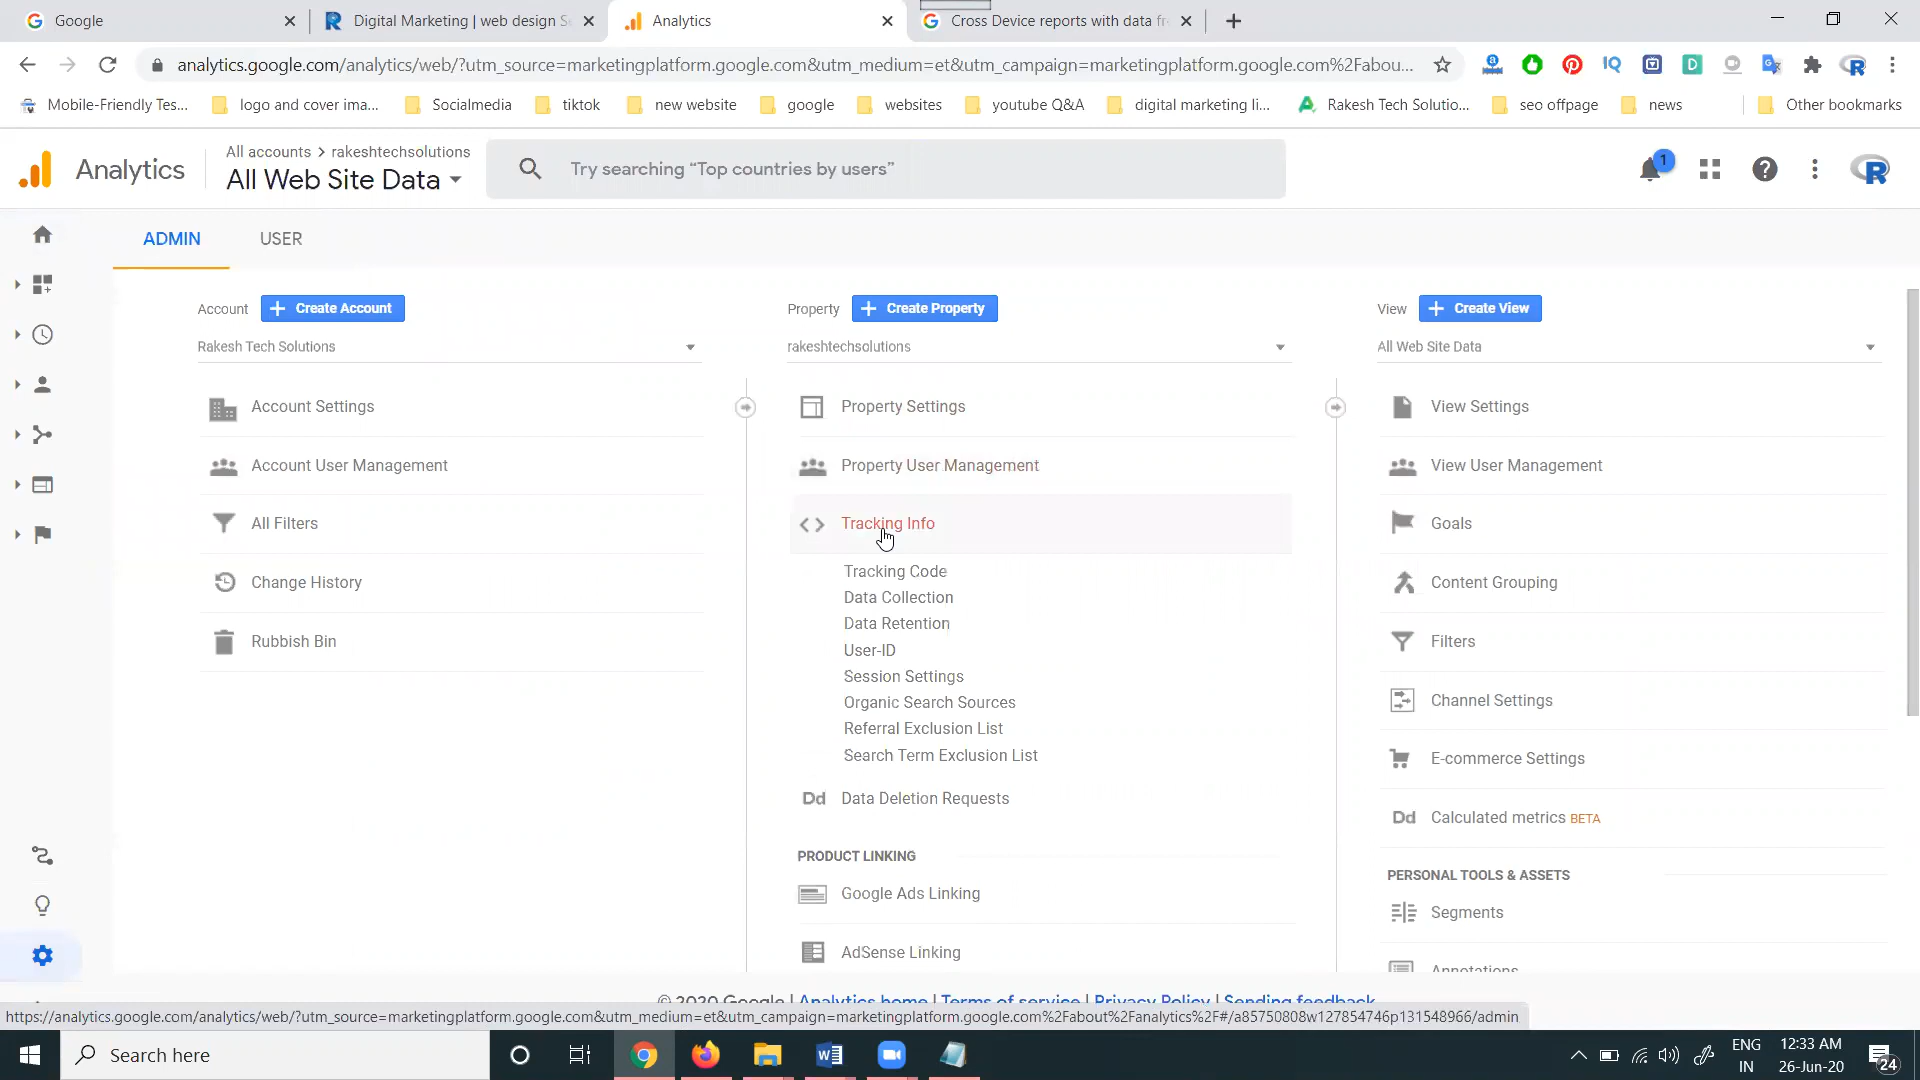 Google
Digital Marketing | web design S
Analytics
Cross Device reports with data fr
analytics.google.com/analytics/web/?utm_source=marketingplatform.google.com&utm_medium=et&utm_campaign=marketingplatform.google.com%2Fabou...
Mobile-Friendly Tes...
logo and cover ima...
Socialmedia
tiktok
new website
google
websites
youtube Q&A
digital marketing li...
Rakesh Tech Solutio...
seo offpage
news
Other bookmarks
Analytics
All accounts > rakeshtechsolutions
All Web Site Data
Try searching “Top countries by users”
1
ADMIN
USER
Account
+ Create Account
Rakesh Tech Solutions
Account Settings
Account User Management
All Filters
Change History
Rubbish Bin
Property
+ Create Property
rakeshtechsolutions
Property Settings
Property User Management
Tracking Info
Tracking Code
Data Collection
Data Retention
User-ID
Session Settings
Organic Search Sources
Referral Exclusion List
Search Term Exclusion List
Dd Data Deletion Requests
PRODUCT LINKING
Google Ads Linking
AdSense Linking
View
+ Create View
All Web Site Data
View Settings
View User Management
Goals
Content Grouping
Filters
Channel Settings
E-commerce Settings
Dd Calculated metrics BETA
PERSONAL TOOLS & ASSETS
Segments
Annotations
© 2020 Google | Analytics home | Terms of service | Privacy Policy | Sending feedback
https://analytics.google.com/analytics/web/?utm_source=marketingplatform.google.com&utm_medium=et&utm_campaign=marketingplatform.google.com%2Fabout%2Fanalytics%2F#/a85750808w127854746p131548966/admin
Search here
ENG
IN
12:33 AM
26-Jun-20
24